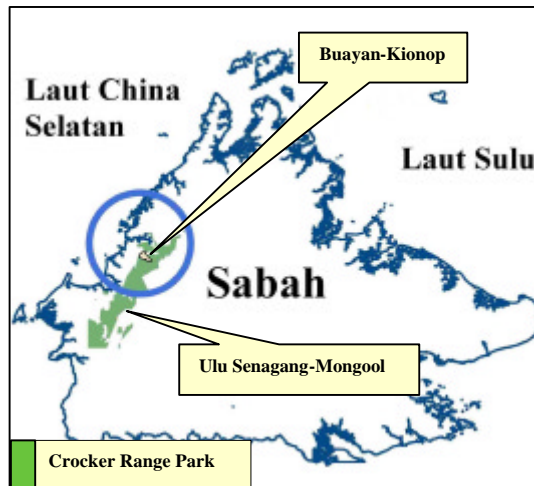 Buayan-Kionop
Laut China
Selatan
Laut Sulu
Sabah
Ulu Senagang-Mongool
Crocker Range Park